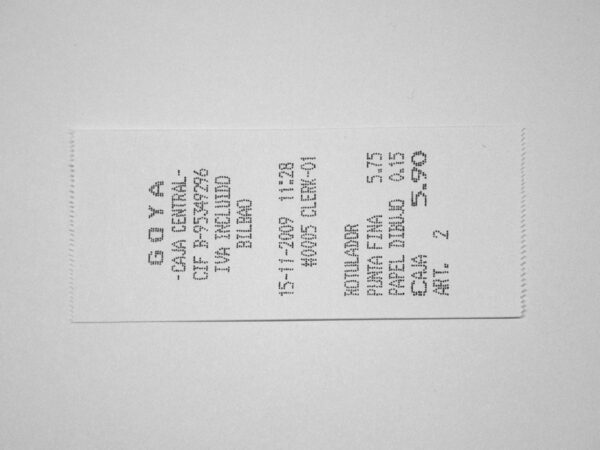 GOYA
-CAJA CENTRAL-
CIF B-95349296
IVA INCLUIDO
BILBAO
15-11-2009 11:28
#0005 CLERK-01
ROTULADOR
PUNTA FINA 5.75
PAPEL DIBUJO 0.15
CAJA 5.90
ART. 2